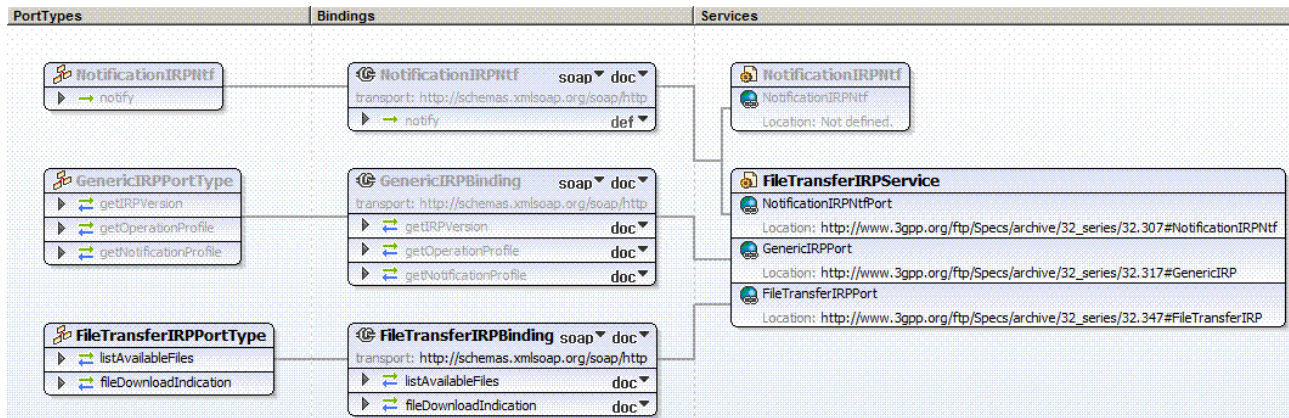 PortTypes Bindings Services
NotificationIRPNtf
notify
NotificationIRPNtf soap doc
transport: http://schemas.xmlsoap.org/soap/http
notify def
NotificationIRPNtf
NotificationIRPNtf
Location: Not defined.
GenericIRPPortType
getIRPVersion
getOperationProfile
getNotificationProfile
GenericIRPBinding soap doc
transport: http://schemas.xmlsoap.org/soap/http
getIRPVersion doc
getOperationProfile doc
getNotificationProfile doc
FileTransferIRPService
NotificationIRPNtfPort
Location: http://www.3gpp.org/ftp/Specs/archive/32_series/32.307#NotificationIRPNtf
GenericIRPPort
Location: http://www.3gpp.org/ftp/Specs/archive/32_series/32.317#GenericIRP
FileTransferIRPPort
Location: http://www.3gpp.org/ftp/Specs/archive/32_series/32.347#FileTransferIRP
FileTransferIRPPortType
listAvailableFiles
fileDownloadIndication
FileTransferIRPBinding soap doc
transport: http://schemas.xmlsoap.org/soap/http
listAvailableFiles doc
fileDownloadIndication doc